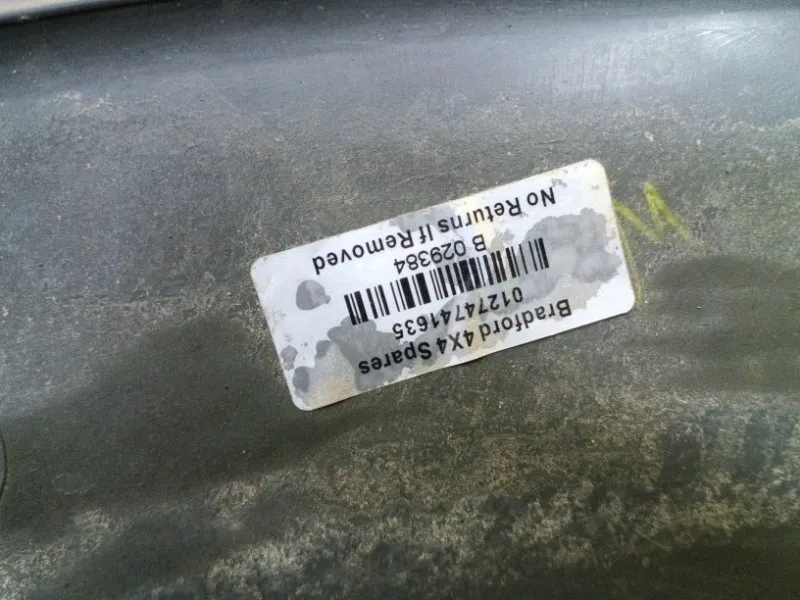 Bradford 4X4 Spares
01274741635
B 029384
No Returns If Removed